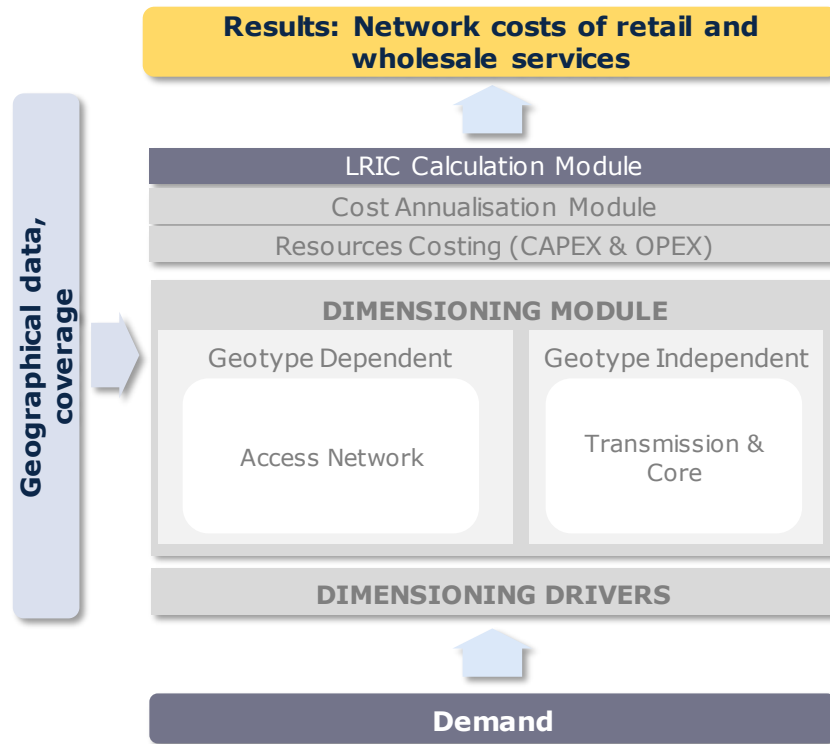 Results: Network costs of retail and
wholesale services
Geographical data,
coverage
LRIC Calculation Module
Cost Annualisation Module
Resources Costing (CAPEX & OPEX)
DIMENSIONING MODULE
Geotype Dependent
Geotype Independent
Access Network
Transmission &
Core
DIMENSIONING DRIVERS
Demand